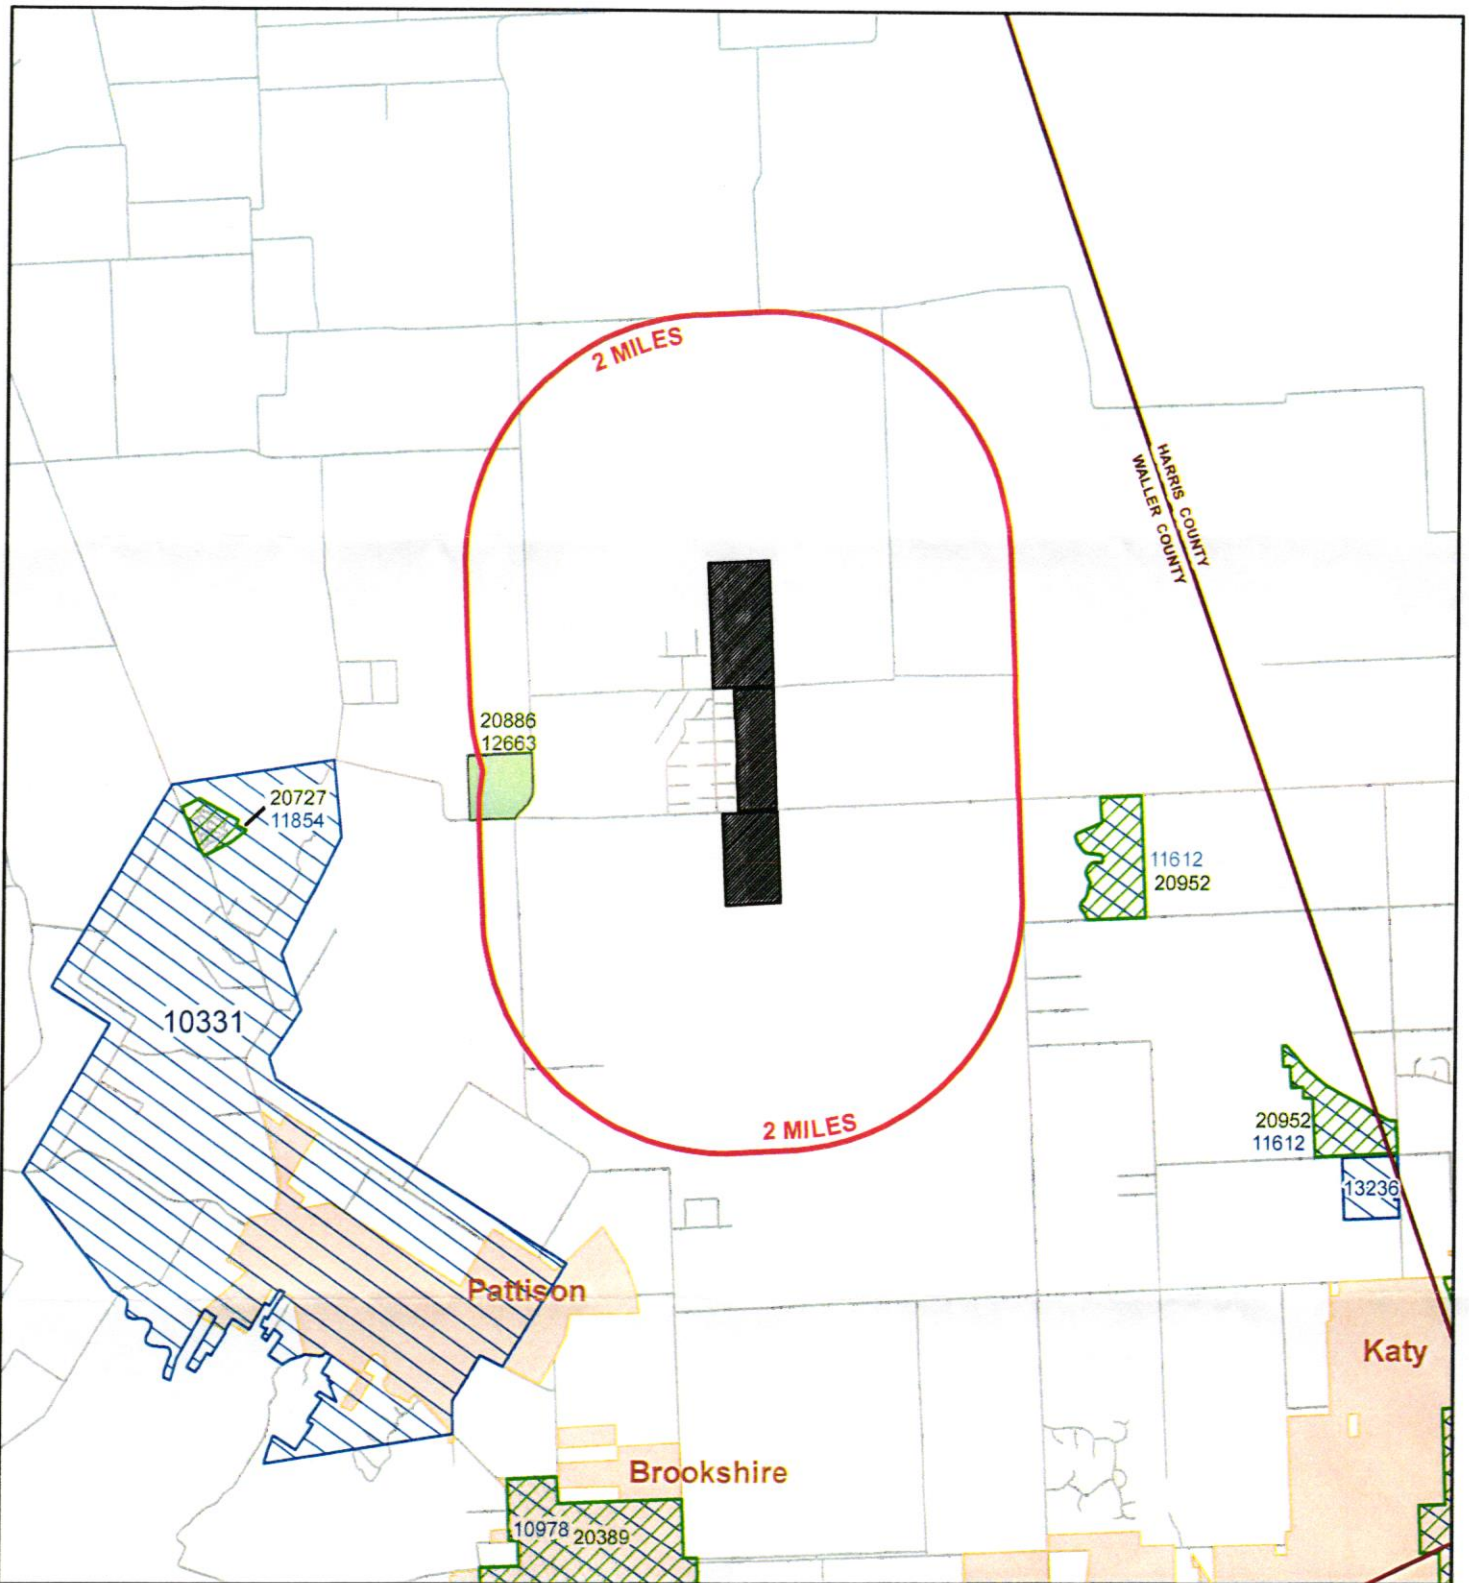 2 MILES
HARRIS COUNTY
WALLER COUNTY
20886
12663
20727
11854
11612
20952
10331
2 MILES
20952
11612
13236
Pattison
Katy
Brookshire
10978 20389